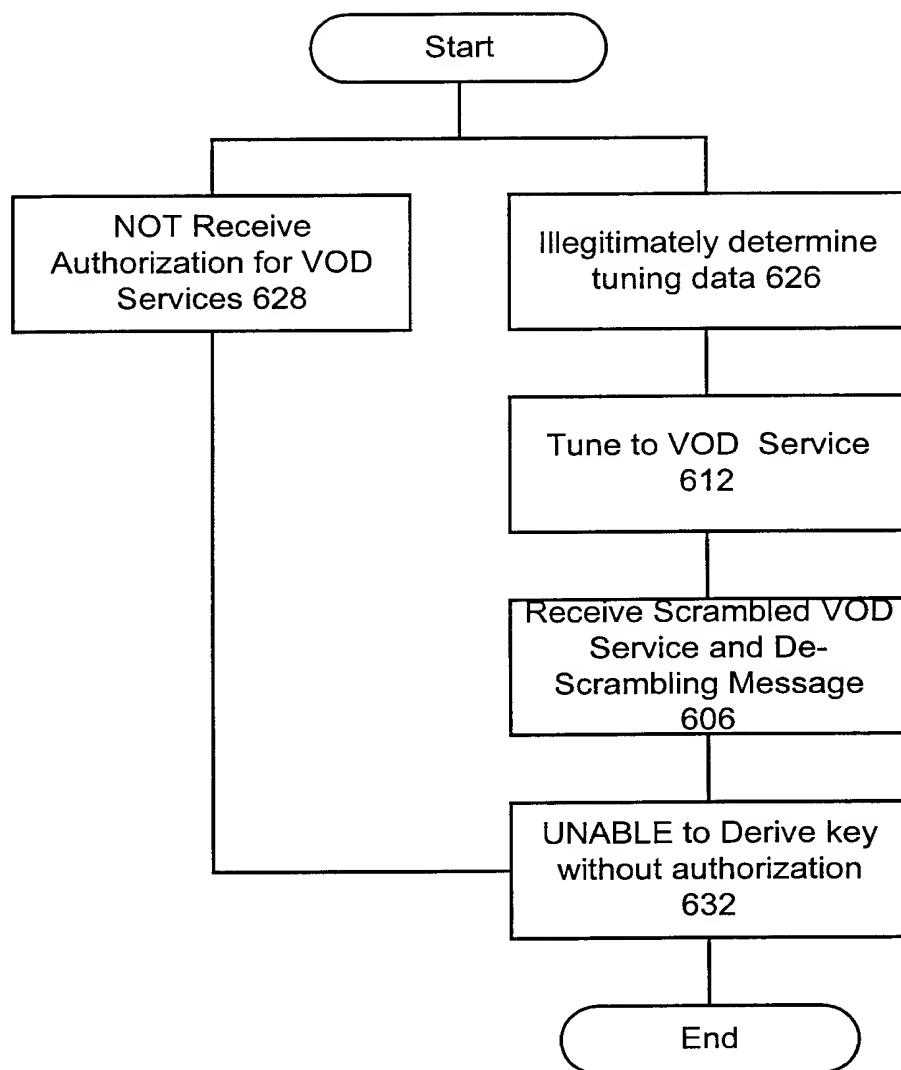 Start
NOT Receive
Authorization for VOD
Services 628
Illegitimately determine
tuning data 626
Tune to VOD Service
612
Receive Scrambled VOD
Service and De-
Scrambling Message
606
UNABLE to Derive key
without authorization
632
End